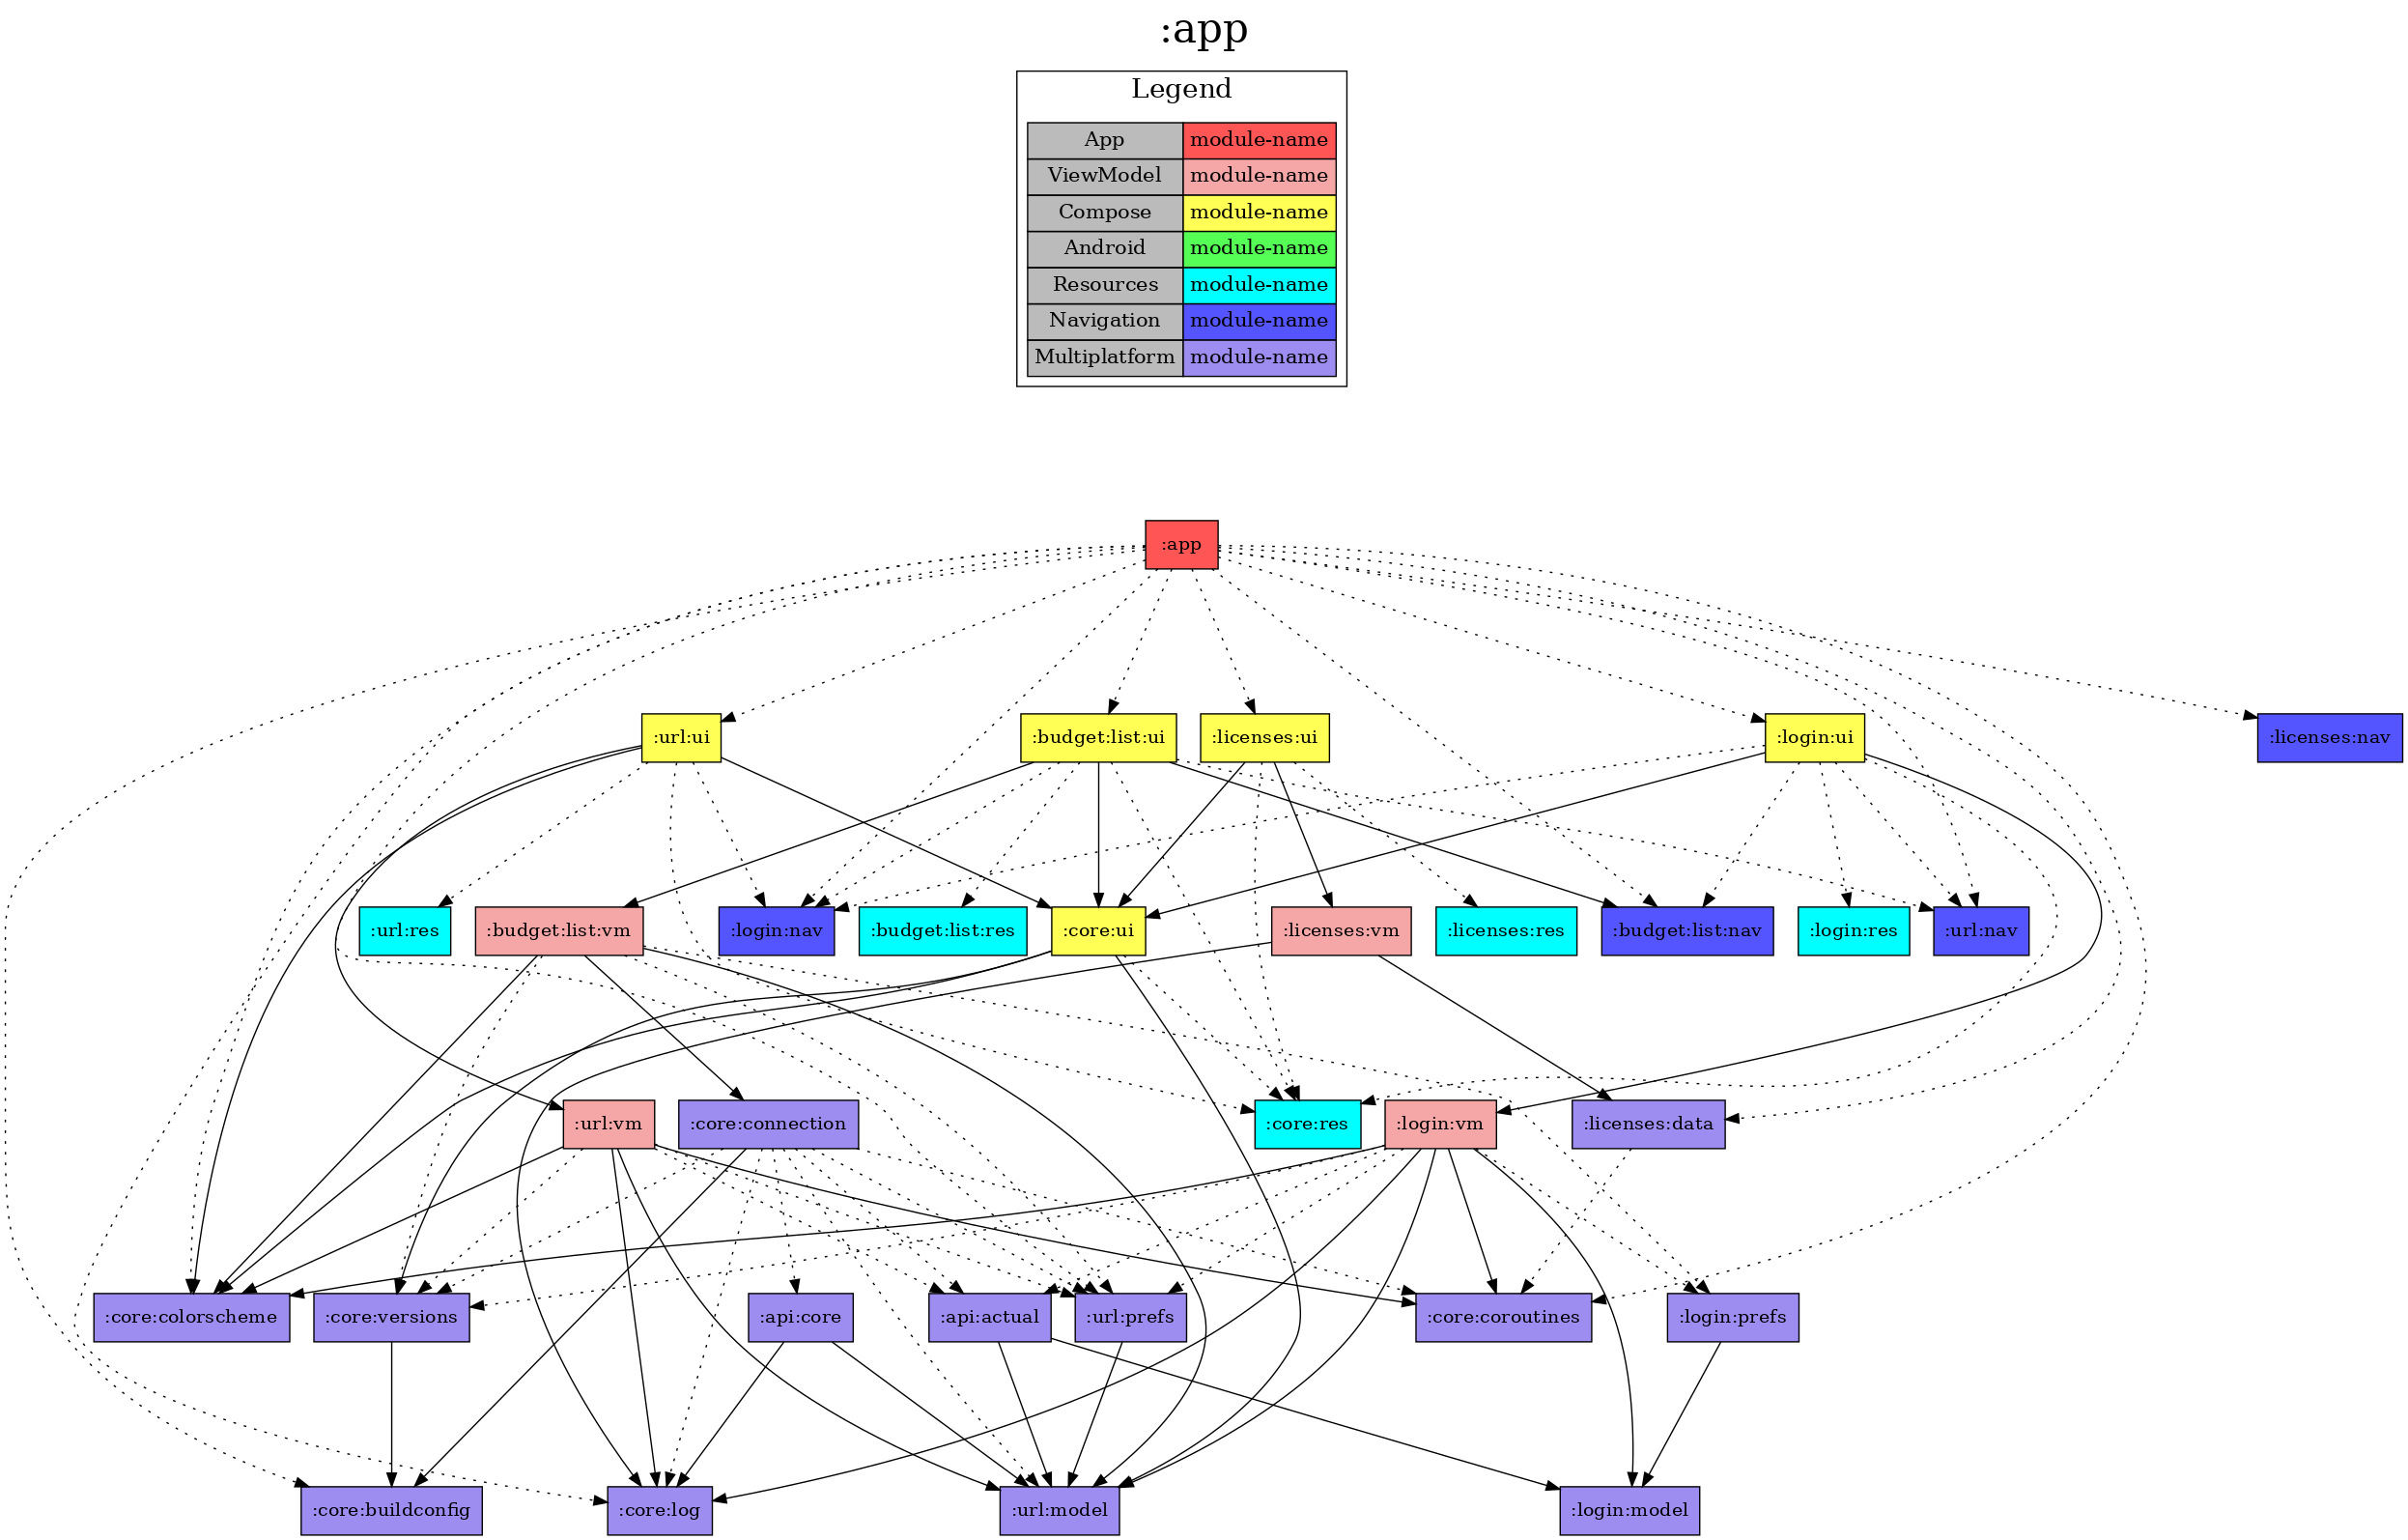 :app
Legend
App module-name
ViewModel module-name
Compose module-name
Android module-name
Resources module-name
Navigation module-name
Multiplatform module-name
:app
:url:ui :budget:list:ui :licenses:ui :login:ui :licenses:nav
:url:res :budget:list:vm :login:nav :budget:list:res :core:ui :licenses:vm :licenses:res :budget:list:nav :login:res :url:nav
:url:vm :core:connection :core:res :login:vm :licenses:data
:core:colorscheme :core:versions :api:core :api:actual :url:prefs :core:coroutines :login:prefs
:core:buildconfig :core:log :url:model :login:model